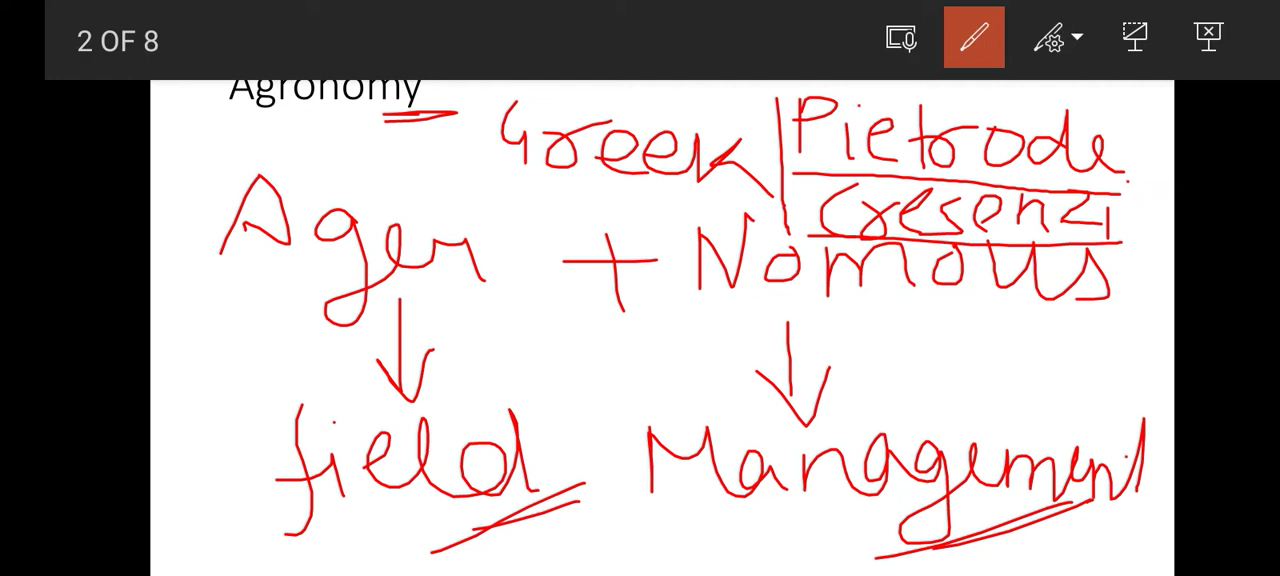 2 OF 8
Agronomy
Greek Pietrode
Cresenzi
Ager + Nomous
field Management